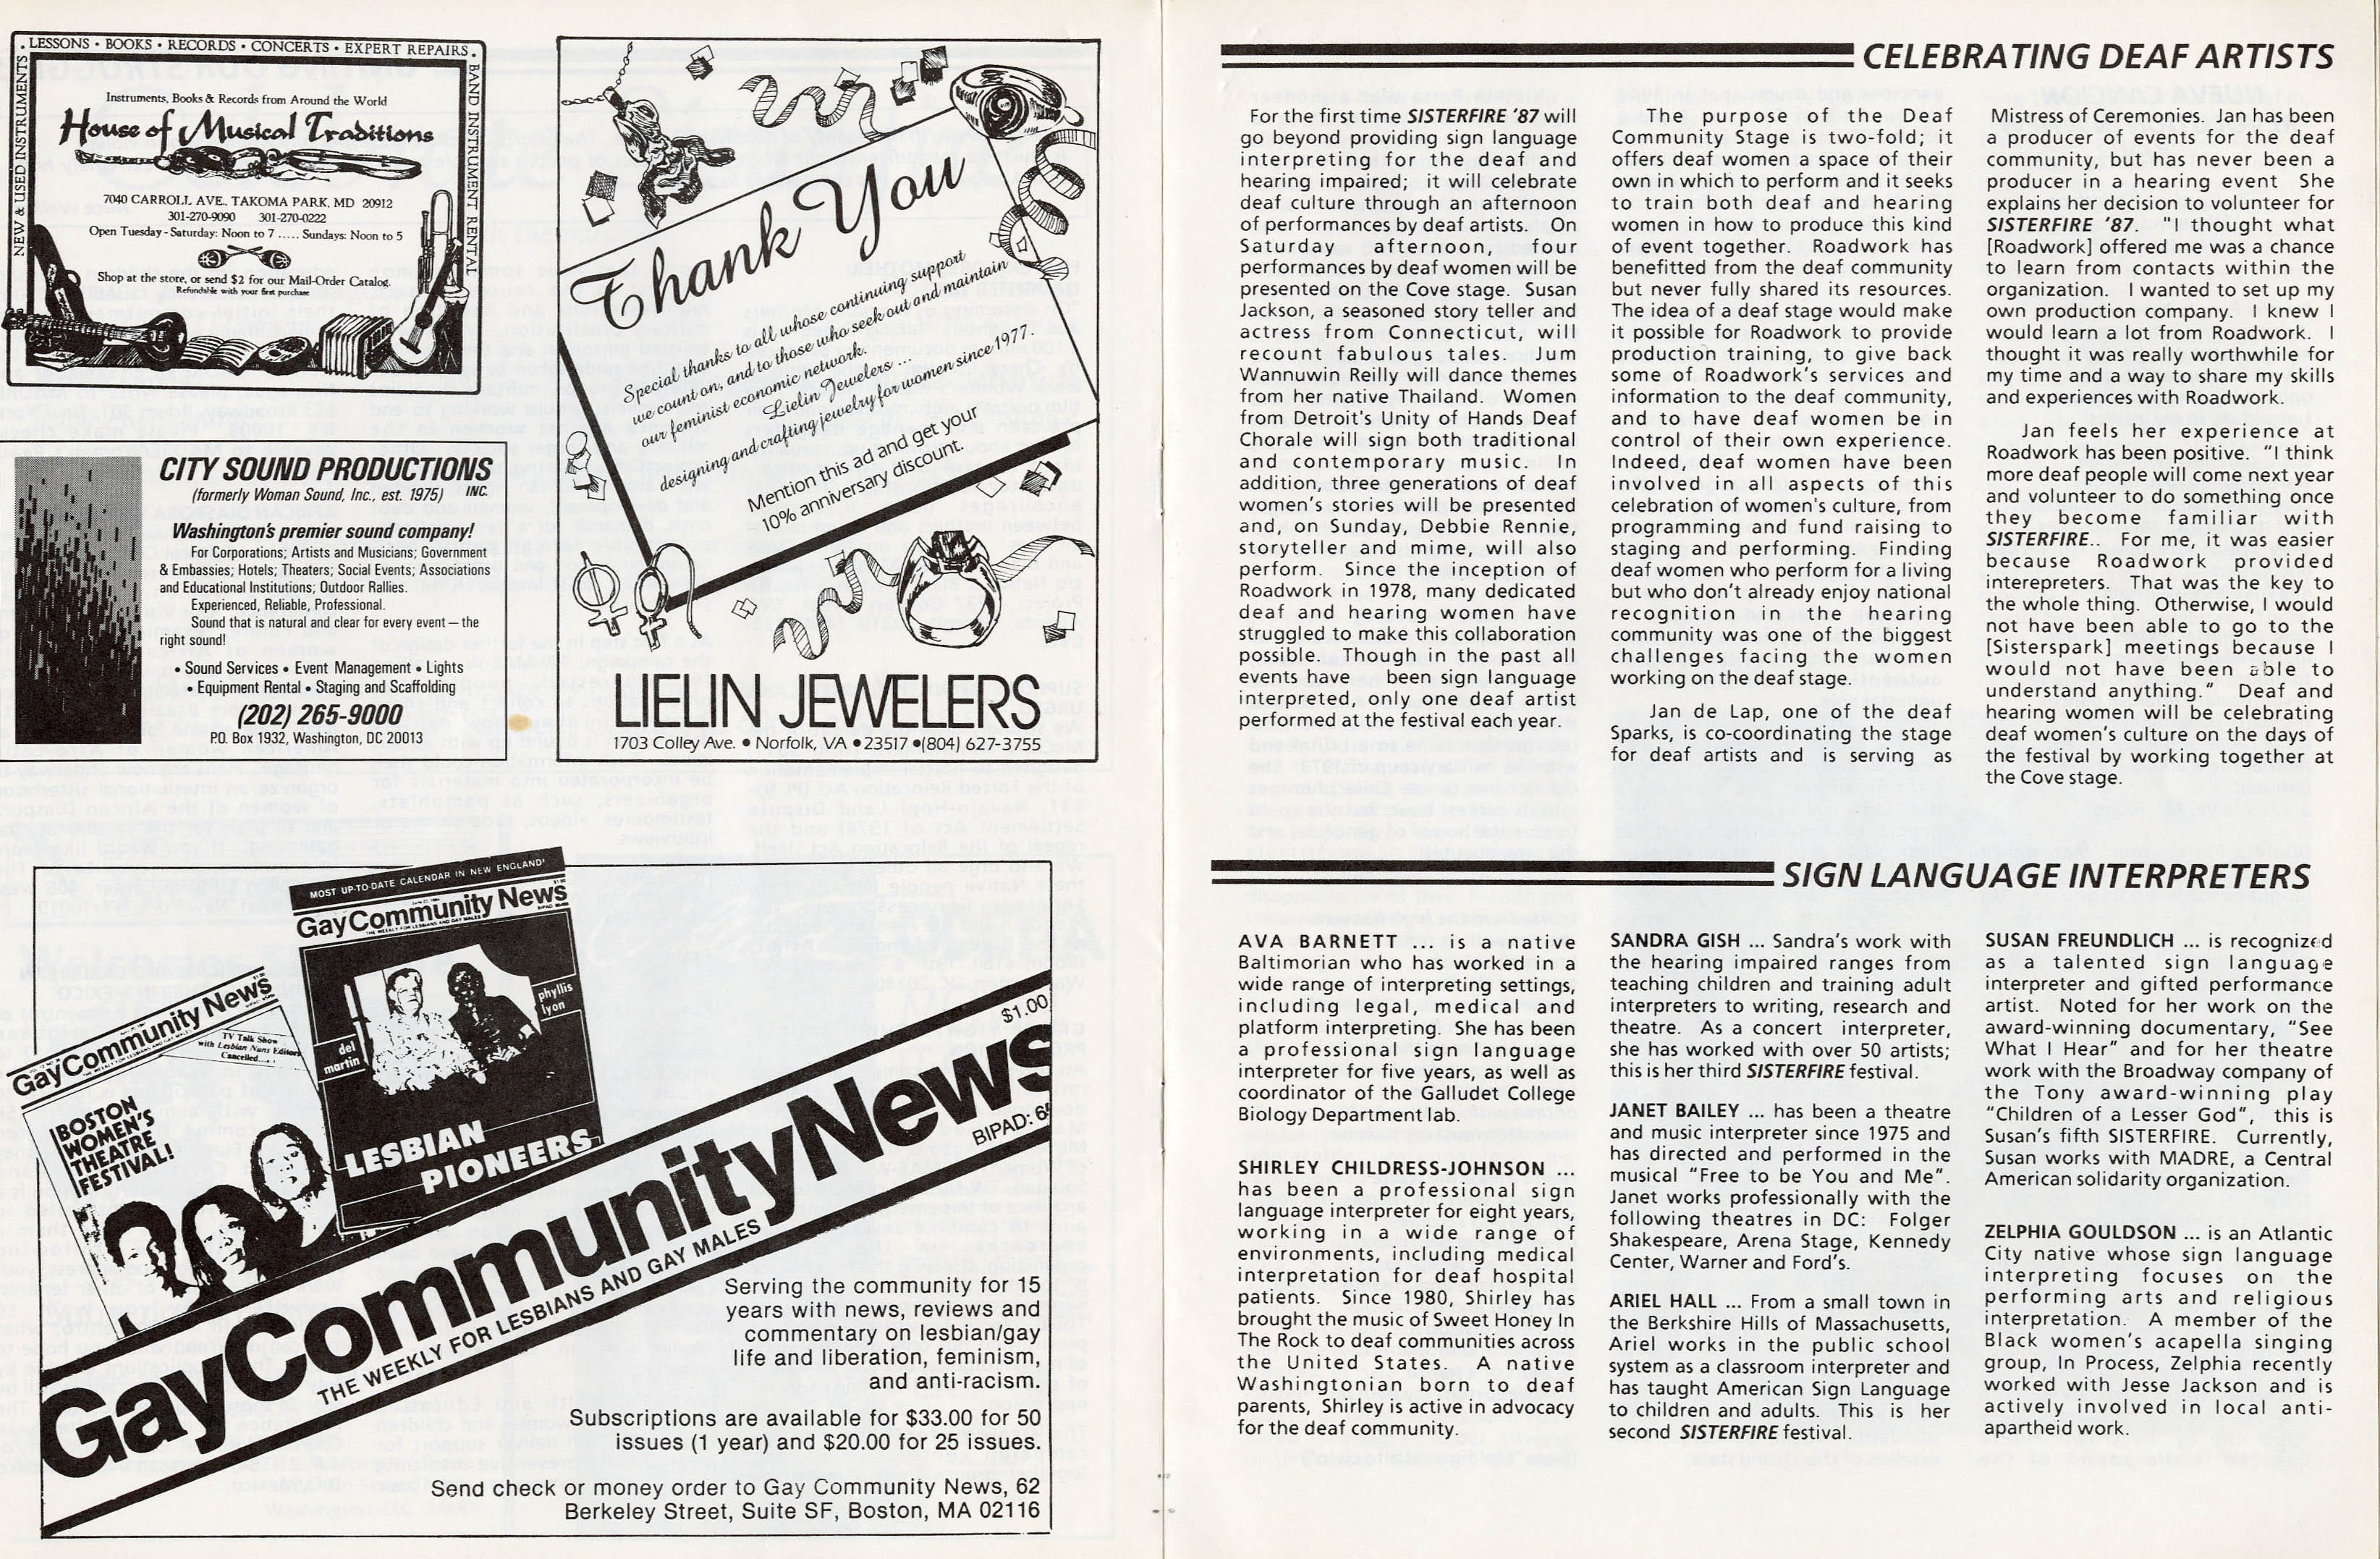 . LESSONS • BOOKS • RECORDS • CONCERTS • EXPERT REPAIRS .
NEW & USED INSTRUMENTS
BAND INSTRUMENT RENTAL
Instruments, Books & Records from Around the World
House of Musical Traditions
7040 CARROLL AVE. TAKOMA PARK, MD 20912
301-270-9090 301-270-0222
Open Tuesday - Saturday: Noon to 7 ..... Sundays: Noon to 5
Shop at the store, or send $2 for our Mail-Order Catalog.
Refundable with your first purchase
CITY SOUND PRODUCTIONS
(formerly Woman Sound, Inc., est. 1975) INC.
Washington's premier sound company!
For Corporations; Artists and Musicians; Government
& Embassies; Hotels; Theaters; Social Events; Associations
and Educational Institutions; Outdoor Rallies.
Experienced, Reliable, Professional.
Sound that is natural and clear for every event — the
right sound!
• Sound Services • Event Management • Lights
• Equipment Rental • Staging and Scaffolding
(202) 265-9000
P.O. Box 1932, Washington, DC 20013
Thank You
Special thanks to all whose continuing support
we count on, and to those who seek out and maintain
our feminist economic network.
Lielin Jewelers ...
designing and crafting jewelry for women since 1977.
Mention this ad and get your
10% anniversary discount.
LIELIN JEWELERS
1703 Colley Ave. • Norfolk, VA • 23517 • (804) 627-3755
MOST UP-TO-DATE CALENDAR IN NEW ENGLAND!
GayCommunity News
THE WEEKLY FOR LESBIANS AND GAY MALES
del
martin
phyllis
lyon
LESBIAN
PIONEERS
GayCommunity News
TV Talk Show
with Lesbian Nuns Editors
Cancelled....
BOSTON
WOMEN'S
THEATRE
FESTIVAL!
$1.00
GayCommunityNews
BIPAD: 65
THE WEEKLY FOR LESBIANS AND GAY MALES
Serving the community for 15
years with news, reviews and
commentary on lesbian/gay
life and liberation, feminism,
and anti-racism.
Subscriptions are available for $33.00 for 50
issues (1 year) and $20.00 for 25 issues.
Send check or money order to Gay Community News, 62
Berkeley Street, Suite SF, Boston, MA 02116
CELEBRATING DEAF ARTISTS
For the first time SISTERFIRE '87 will
go beyond providing sign language
interpreting for the deaf and
hearing impaired; it will celebrate
deaf culture through an afternoon
of performances by deaf artists. On
Saturday afternoon, four
performances by deaf women will be
presented on the Cove stage. Susan
Jackson, a seasoned story teller and
actress from Connecticut, will
recount fabulous tales. Jum
Wannuwin Reilly will dance themes
from her native Thailand. Women
from Detroit's Unity of Hands Deaf
Chorale will sign both traditional
and contemporary music. In
addition, three generations of deaf
women's stories will be presented
and, on Sunday, Debbie Rennie,
storyteller and mime, will also
perform. Since the inception of
Roadwork in 1978, many dedicated
deaf and hearing women have
struggled to make this collaboration
possible. Though in the past all
events have been sign language
interpreted, only one deaf artist
performed at the festival each year.
The purpose of the Deaf
Community Stage is two-fold; it
offers deaf women a space of their
own in which to perform and it seeks
to train both deaf and hearing
women in how to produce this kind
of event together. Roadwork has
benefitted from the deaf community
but never fully shared its resources.
The idea of a deaf stage would make
it possible for Roadwork to provide
production training, to give back
some of Roadwork's services and
information to the deaf community,
and to have deaf women be in
control of their own experience.
Indeed, deaf women have been
involved in all aspects of this
celebration of women's culture, from
programming and fund raising to
staging and performing. Finding
deaf women who perform for a living
but who don't already enjoy national
recognition in the hearing
community was one of the biggest
challenges facing the women
working on the deaf stage.
Jan de Lap, one of the deaf
Sparks, is co-coordinating the stage
for deaf artists and is serving as
Mistress of Ceremonies. Jan has been
a producer of events for the deaf
community, but has never been a
producer in a hearing event She
explains her decision to volunteer for
SISTERFIRE '87. "I thought what
[Roadwork] offered me was a chance
to learn from contacts within the
organization. I wanted to set up my
own production company. I knew I
would learn a lot from Roadwork. I
thought it was really worthwhile for
my time and a way to share my skills
and experiences with Roadwork.
Jan feels her experience at
Roadwork has been positive. "I think
more deaf people will come next year
and volunteer to do something once
they become familiar with
SISTERFIRE.. For me, it was easier
because Roadwork provided
interepreters. That was the key to
the whole thing. Otherwise, I would
not have been able to go to the
[Sisterspark] meetings because I
would not have been able to
understand anything." Deaf and
hearing women will be celebrating
deaf women's culture on the days of
the festival by working together at
the Cove stage.
SIGN LANGUAGE INTERPRETERS
AVA BARNETT ... is a native
Baltimorian who has worked in a
wide range of interpreting settings,
including legal, medical and
platform interpreting. She has been
a professional sign language
interpreter for five years, as well as
coordinator of the Galludet College
Biology Department lab.
SHIRLEY CHILDRESS-JOHNSON ...
has been a professional sign
language interpreter for eight years,
working in a wide range of
environments, including medical
interpretation for deaf hospital
patients. Since 1980, Shirley has
brought the music of Sweet Honey In
The Rock to deaf communities across
the United States. A native
Washingtonian born to deaf
parents, Shirley is active in advocacy
for the deaf community.
SANDRA GISH ... Sandra's work with
the hearing impaired ranges from
teaching children and training adult
interpreters to writing, research and
theatre. As a concert interpreter,
she has worked with over 50 artists;
this is her third SISTERFIRE festival.
JANET BAILEY ... has been a theatre
and music interpreter since 1975 and
has directed and performed in the
musical "Free to be You and Me".
Janet works professionally with the
following theatres in DC: Folger
Shakespeare, Arena Stage, Kennedy
Center, Warner and Ford's.
ARIEL HALL ... From a small town in
the Berkshire Hills of Massachusetts,
Ariel works in the public school
system as a classroom interpreter and
has taught American Sign Language
to children and adults. This is her
second SISTERFIRE festival.
SUSAN FREUNDLICH ... is recognized
as a talented sign language
interpreter and gifted performance
artist. Noted for her work on the
award-winning documentary, "See
What I Hear" and for her theatre
work with the Broadway company of
the Tony award-winning play
"Children of a Lesser God", this is
Susan's fifth SISTERFIRE. Currently,
Susan works with MADRE, a Central
American solidarity organization.
ZELPHIA GOULDSON ... is an Atlantic
City native whose sign language
interpreting focuses on the
performing arts and religious
interpretation. A member of the
Black women's acapella singing
group, In Process, Zelphia recently
worked with Jesse Jackson and is
actively involved in local anti-
apartheid work.